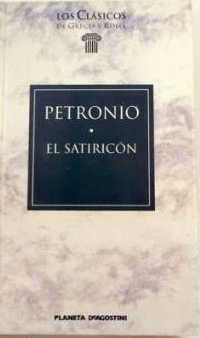 LOS CLÁSICOS
DE GRECIA Y ROMA
PETRONIO
EL SATIRICÓN
PLANETA DEAGOSTINI